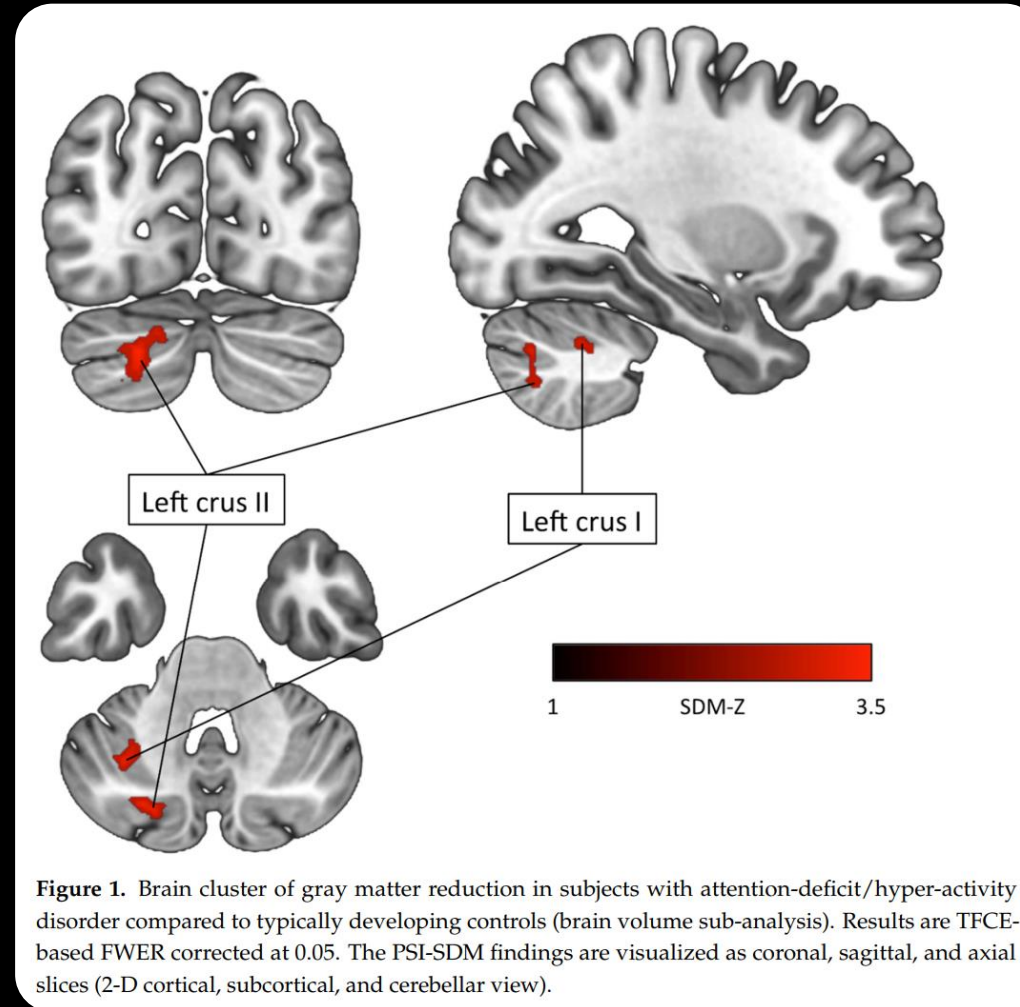 Left crus II
Left crus I
1 SDM-Z 3.5
Figure 1. Brain cluster of gray matter reduction in subjects with attention-deficit/hyper-activity
disorder compared to typically developing controls (brain volume sub-analysis). Results are TFCE-
based FWER corrected at 0.05. The PSI-SDM findings are visualized as coronal, sagittal, and axial
slices (2-D cortical, subcortical, and cerebellar view).